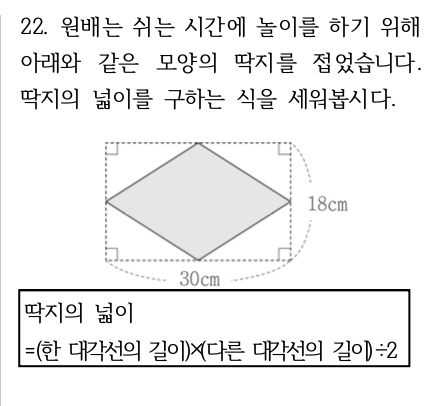 22. 원배는 쉬는 시간에 놀이를 하기 위해
아래와 같은 모양의 딱지를 접었습니다.
딱지의 넓이를 구하는 식을 세워봅시다.
18cm
30cm
딱지의 넓이
=(한 대각선의 길이)×(다른 대각선의 길이)÷2